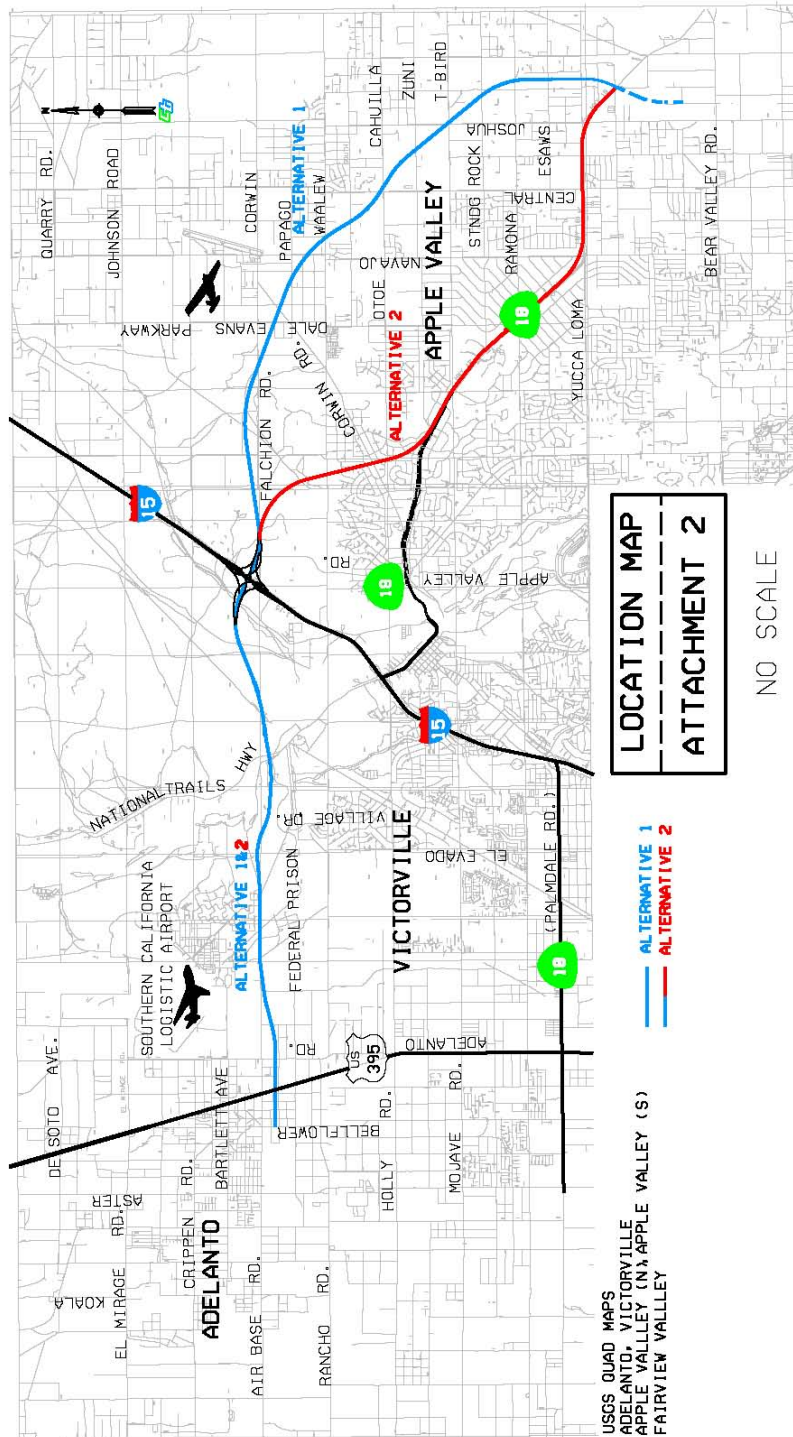 QUARRY RD.
JOHNSON ROAD
N
CORWIN
PAPAGO
ALTERNATIVE 1
WAALEW
CAHUILLA
ZUNI
T-BIRD
DALE EVANS PARKWAY
FALCHION RD.
CORWIN RD.
OTOE
NAVAJO
ALTERNATIVE 2
APPLE VALLEY
STNDG ROCK
RAMONA
JOSHUA
ESAWS
CENTRAL
18
YUCCA LOMA
BEAR VALLEY RD.
15
APPLE VALLEY RD.
18
15
NATIONAL TRAILS HWY
SOUTHERN CALIFORNIA
LOGISTIC AIRPORT
ALTERNATIVE 1&2
FEDERAL PRISON
VILLAGE DR.
VICTORVILLE
EL EVADO
(PALMDALE RD.)
18
DE SOTO AVE.
EL MIRAGE RD.
BARTLETT AVE
US
395
ADELANTO RD.
BELLFLOWER
HOLLY RD.
MOJAVE RD.
ASTER
KOALA
EL MIRAGE RD.
CRIPPEN RD.
ADELANTO
AIR BASE RD.
RANCHO RD.
LOCATION MAP
ATTACHMENT 2
NO SCALE
ALTERNATIVE 1
ALTERNATIVE 2
USGS QUAD MAPS
ADELANTO, VICTORVILLE
APPLE VALLLEY (N), APPLE VALLEY (S)
FAIRVIEW VALLLEY